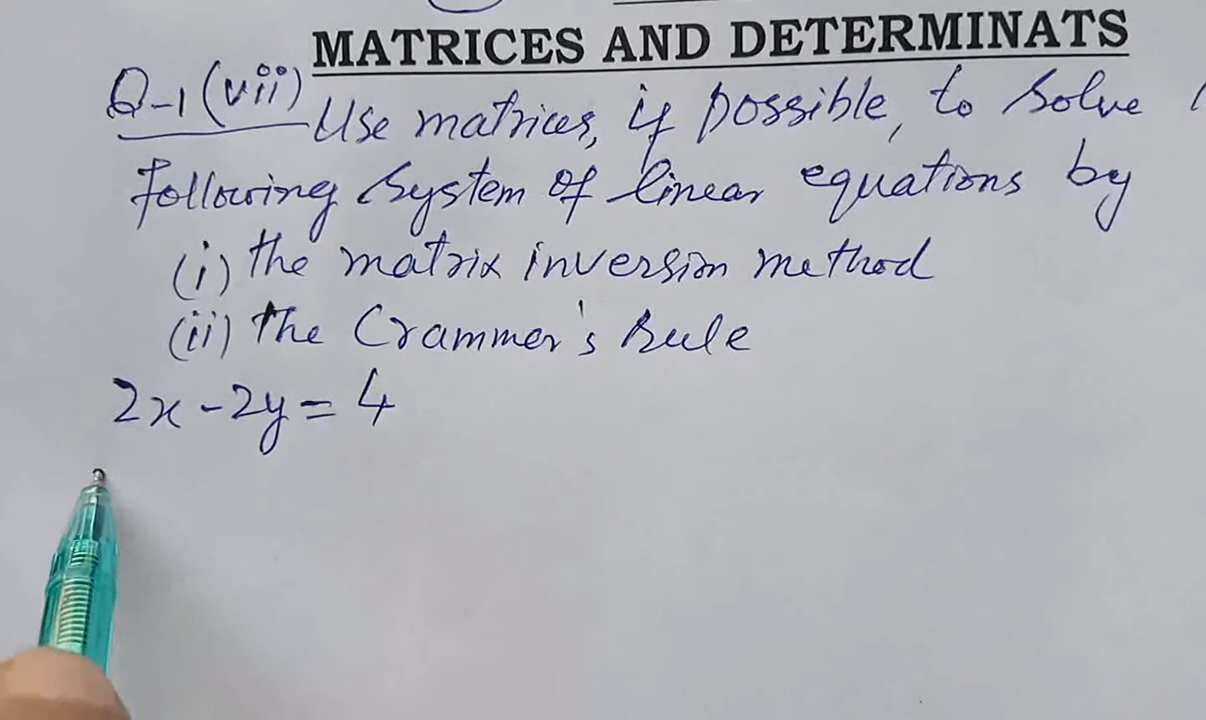 MATRICES AND DETERMINATS
Q-1(vii) Use matrices, if possible, to solve
following system of linear equations by
(i) the matrix inversion method
(ii) the Crammer's Rule
2x-2y=4